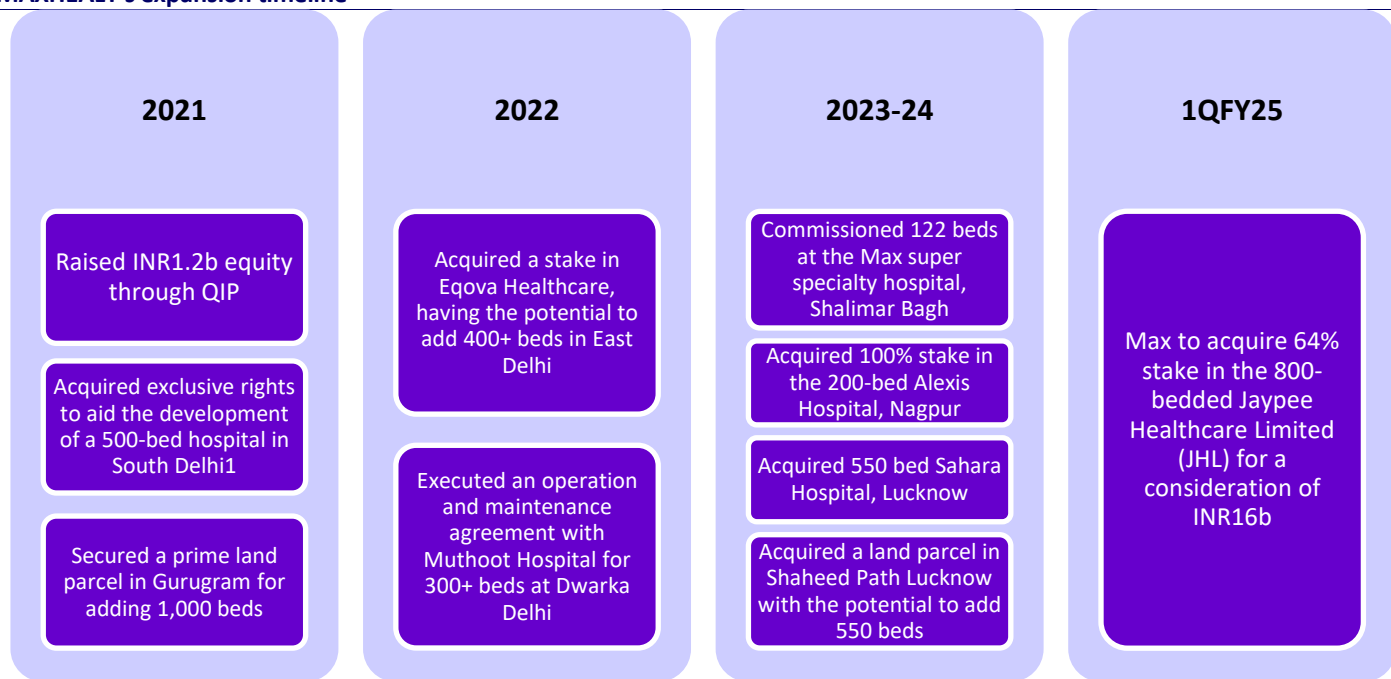 MAXHEALT's expansion timeline
2021
Raised INR1.2b equity
through QIP
Acquired exclusive rights
to aid the development
of a 500-bed hospital in
South Delhi1
Secured a prime land
parcel in Gurugram for
adding 1,000 beds
2022
Acquired a stake in
Eqova Healthcare,
having the potential to
add 400+ beds in East
Delhi
Executed an operation
and maintenance
agreement with
Muthoot Hospital for
300+ beds at Dwarka
Delhi
2023-24
Commissioned 122 beds
at the Max super
specialty hospital,
Shalimar Bagh
Acquired 100% stake in
the 200-bed Alexis
Hospital, Nagpur
Acquired 550 bed Sahara
Hospital, Lucknow
Acquired a land parcel in
Shaheed Path Lucknow
with the potential to add
550 beds
1QFY25
Max to acquire 64%
stake in the 800-
bedded Jaypee
Healthcare Limited
(JHL) for a
consideration of
INR16b